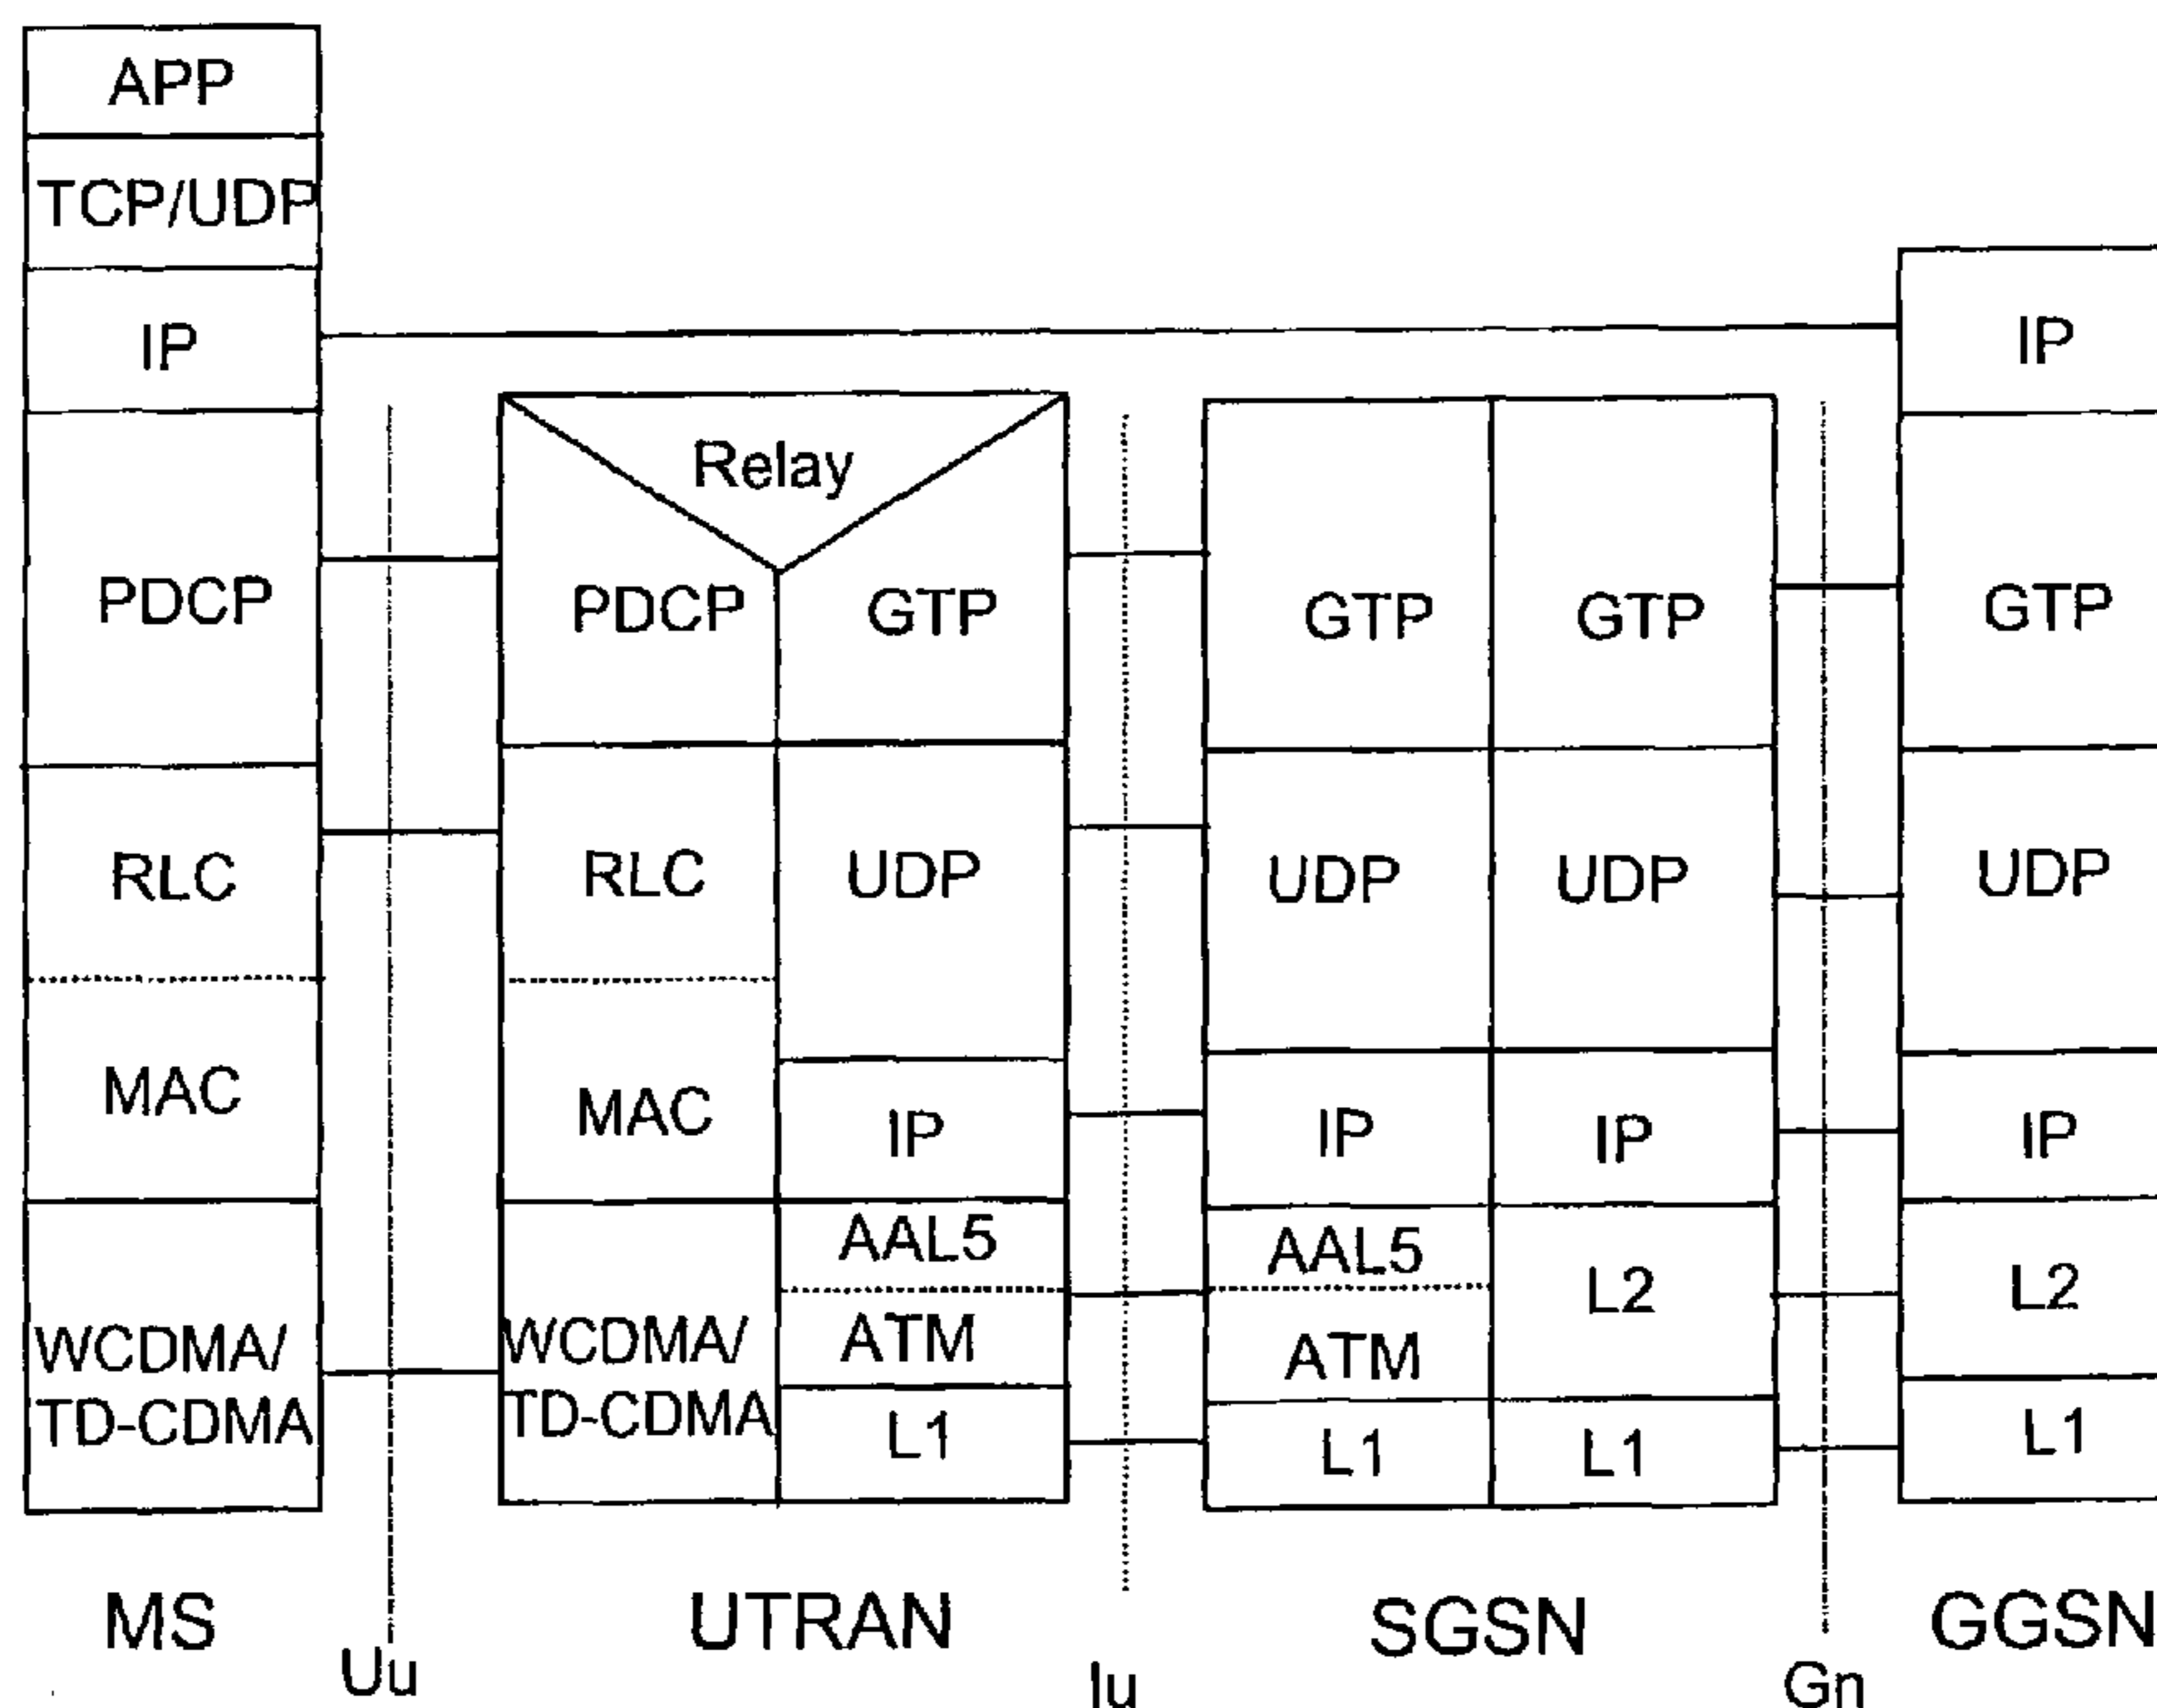 APP
TCP/UDP
IP
PDCP
RLC
MAC
WCDMA/
TD-CDMA
MS
Uu
Relay
PDCP
GTP
RLC
UDP
MAC
IP
WCDMA/
TD-CDMA
AAL5
ATM
L1
UTRAN
Iu
GTP
GTP
UDP
UDP
IP
IP
AAL5
L2
ATM
L1
L1
SGSN
Gn
IP
GTP
UDP
IP
L2
L1
GGSN